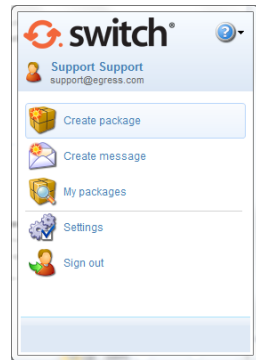 switch®
Support Support
support@egress.com
Create package
Create message
My packages
Settings
Sign out